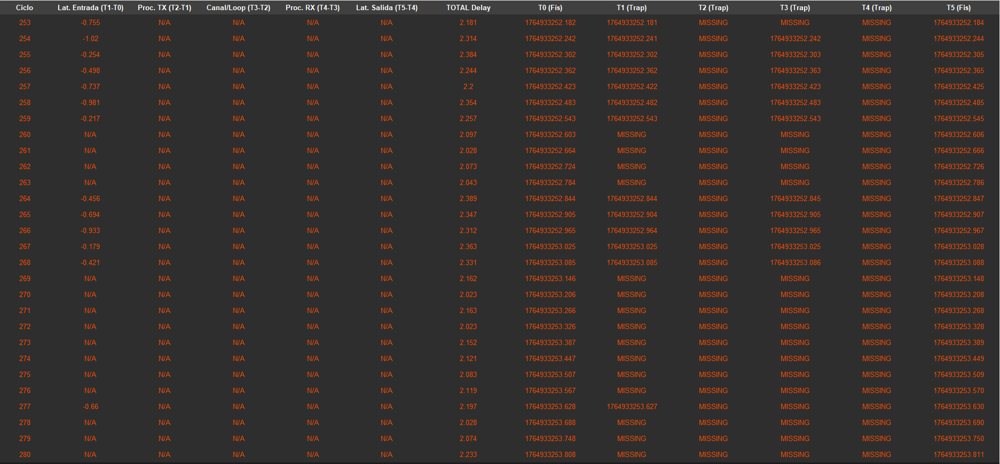 Ciclo Lat. Entrada (T1-T0) Proc. TX (T2-T1) Canal/Loop (T3-T2) Proc. RX (T4-T3) Lat. Salida (T5-T4) TOTAL Delay T0 (Fís) T1 (Trap) T2 (Trap) T3 (Trap) T4 (Trap) T5 (Fis)
253 -0.755 N/A N/A N/A N/A 2.181 1764933252.182 1764933252.181 MISSING MISSING MISSING 1764933252.184
254 -1.02 N/A N/A N/A N/A 2.314 1764933252.242 1764933252.241 MISSING 1764933252.242 MISSING 1764933252.244
255 -0.254 N/A N/A N/A N/A 2.384 1764933252.302 1764933252.302 MISSING 1764933252.303 MISSING 1764933252.305
256 -0.498 N/A N/A N/A N/A 2.244 1764933252.362 1764933252.362 MISSING 1764933252.363 MISSING 1764933252.365
257 -0.737 N/A N/A N/A N/A 2.2 1764933252.423 1764933252.422 MISSING 1764933252.423 MISSING 1764933252.425
258 -0.981 N/A N/A N/A N/A 2.354 1764933252.483 1764933252.482 MISSING 1764933252.483 MISSING 1764933252.485
259 -0.217 N/A N/A N/A N/A 2.257 1764933252.543 1764933252.543 MISSING 1764933252.543 MISSING 1764933252.545
260 N/A N/A N/A N/A N/A 2.097 1764933252.603 MISSING MISSING MISSING MISSING 1764933252.606
261 N/A N/A N/A N/A N/A 2.028 1764933252.664 MISSING MISSING MISSING MISSING 1764933252.666
262 N/A N/A N/A N/A N/A 2.073 1764933252.724 MISSING MISSING MISSING MISSING 1764933252.726
263 N/A N/A N/A N/A N/A 2.043 1764933252.784 MISSING MISSING MISSING MISSING 1764933252.786
264 -0.456 N/A N/A N/A N/A 2.389 1764933252.844 1764933252.844 MISSING 1764933252.845 MISSING 1764933252.847
265 -0.694 N/A N/A N/A N/A 2.347 1764933252.905 1764933252.904 MISSING 1764933252.905 MISSING 1764933252.907
266 -0.933 N/A N/A N/A N/A 2.312 1764933252.965 1764933252.964 MISSING 1764933252.965 MISSING 1764933252.967
267 -0.179 N/A N/A N/A N/A 2.363 1764933253.025 1764933253.025 MISSING 1764933253.025 MISSING 1764933253.028
268 -0.421 N/A N/A N/A N/A 2.331 1764933253.085 1764933253.085 MISSING 1764933253.086 MISSING 1764933253.088
269 N/A N/A N/A N/A N/A 2.162 1764933253.146 MISSING MISSING MISSING MISSING 1764933253.148
270 N/A N/A N/A N/A N/A 2.023 1764933253.206 MISSING MISSING MISSING MISSING 1764933253.208
271 N/A N/A N/A N/A N/A 2.163 1764933253.266 MISSING MISSING MISSING MISSING 1764933253.268
272 N/A N/A N/A N/A N/A 2.023 1764933253.326 MISSING MISSING MISSING MISSING 1764933253.328
273 N/A N/A N/A N/A N/A 2.152 1764933253.387 MISSING MISSING MISSING MISSING 1764933253.389
274 N/A N/A N/A N/A N/A 2.121 1764933253.447 MISSING MISSING MISSING MISSING 1764933253.449
275 N/A N/A N/A N/A N/A 2.083 1764933253.507 MISSING MISSING MISSING MISSING 1764933253.509
276 N/A N/A N/A N/A N/A 2.119 1764933253.567 MISSING MISSING MISSING MISSING 1764933253.570
277 -0.66 N/A N/A N/A N/A 2.197 1764933253.628 1764933253.627 MISSING MISSING MISSING 1764933253.630
278 N/A N/A N/A N/A N/A 2.028 1764933253.688 MISSING MISSING MISSING MISSING 1764933253.690
279 N/A N/A N/A N/A N/A 2.074 1764933253.748 MISSING MISSING MISSING MISSING 1764933253.750
280 N/A N/A N/A N/A N/A 2.233 1764933253.808 MISSING MISSING MISSING MISSING 1764933253.811